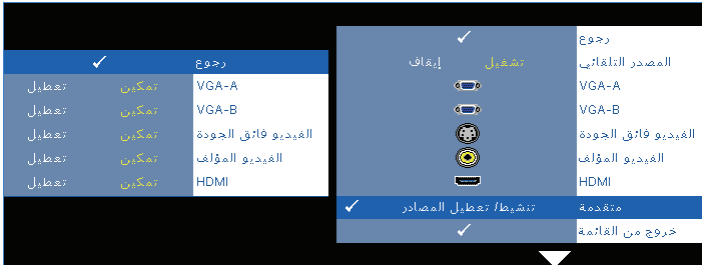 رجوع
المصدر التلقائي تشغيل إيقاف
VGA-A
VGA-B
الفيديو فائق الجودة
الفيديو المؤلف
HDMI
متقدمة تنشيط/ تعطيل المصادر
خروج من القائمة
رجوع
VGA-A تمكين تعطيل
VGA-B تمكين تعطيل
الفيديو فائق الجودة تمكين تعطيل
الفيديو المؤلف تمكين تعطيل
HDMI تمكين تعطيل